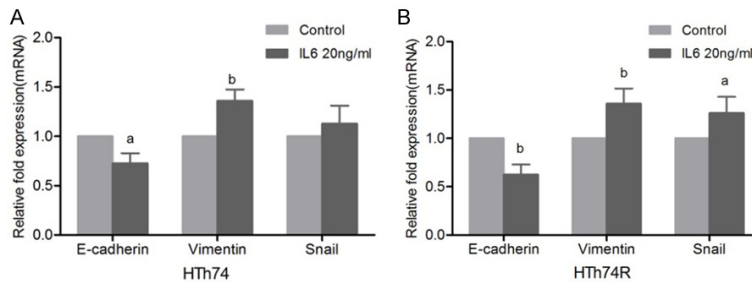 A
Control
IL6 20ng/ml
Relative fold expression(mRNA)
2.0
1.5
1.0
0.5
0.0
a
b
E-cadherin Vimentin Snail
HTh74
B
Control
IL6 20ng/ml
Relative fold expression(mRNA)
2.0
1.5
1.0
0.5
0.0
b
b
a
E-cadherin Vimentin Snail
HTh74R